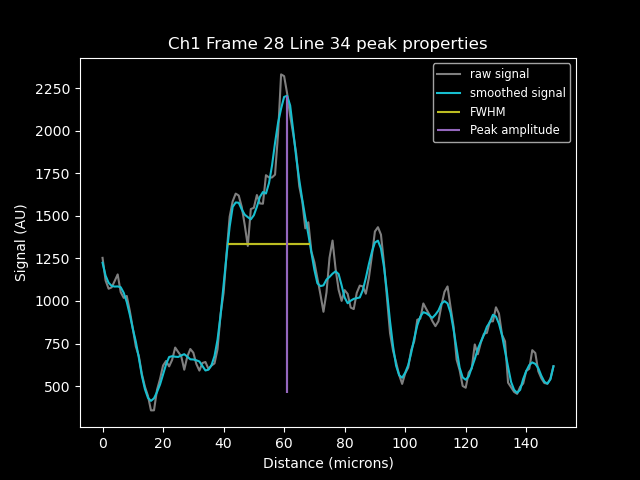 Ch1 Frame 28 Line 34 peak properties
raw signal
smoothed signal
FWHM
Peak amplitude
Signal (AU)
2250
2000
1750
1500
1250
1000
750
500
0 20 40 60 80 100 120 140
Distance (microns)